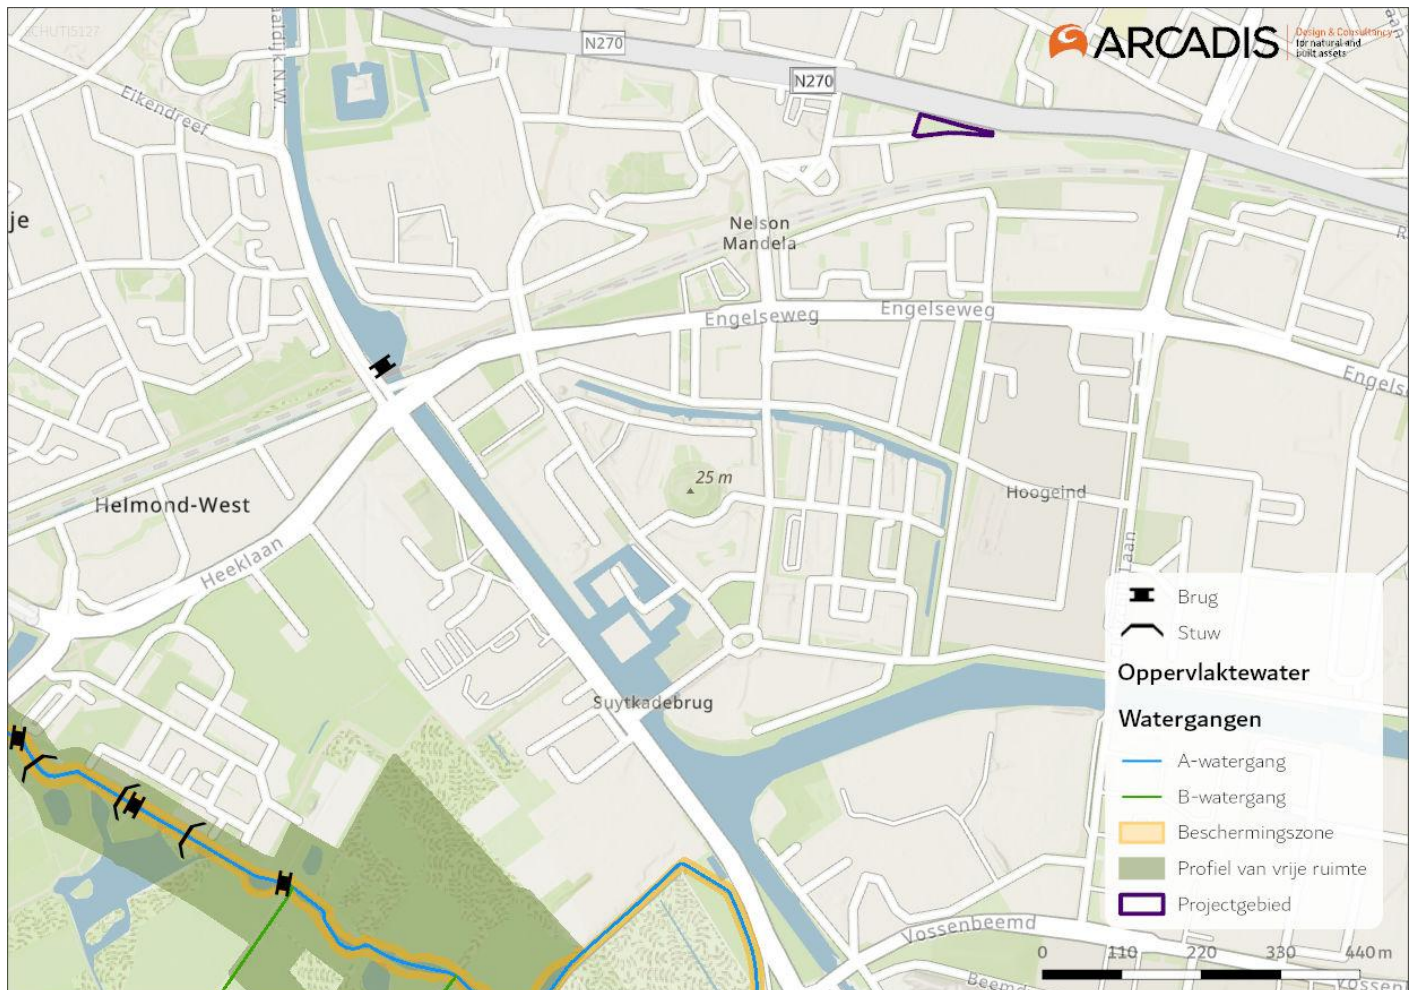 SCHUTIS127
N270
ARCADIS
Design & Consultancy
for natural and
built assets
N270
Eikendreef
je
Nelson
Mandela
Engelseweg
Engelseweg
25 m
Helmond-West
Hoogeind
Heeklaan
Suytkadebrug
Brug
Stuw
Oppervlaktewater
Watergangen
A-watergang
B-watergang
Beschermingszone
Profiel van vrije ruimte
Projectgebied
Vossenbeemd
0 110 220 330 440 m